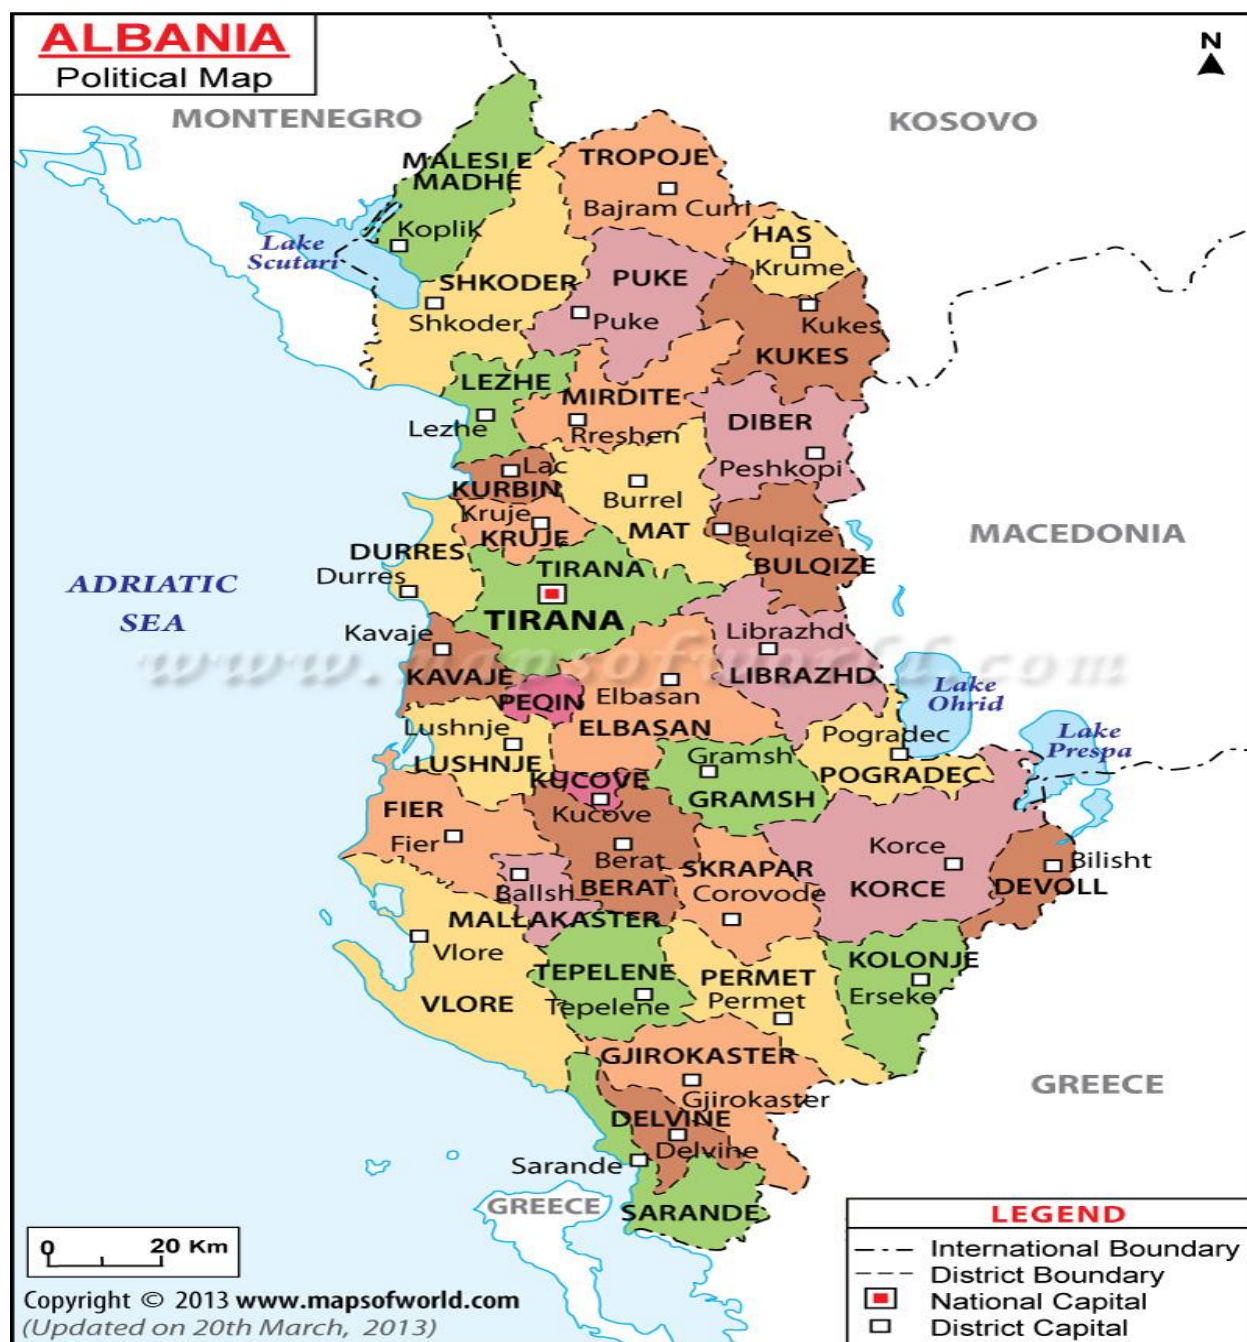 ALBANIA
Political Map
N
MONTENEGRO
KOSOVO
MALESI E
MADHE
TROPOJE
Bajram Curri
Koplik
HAS
Krume
Lake
Scutari
SHKODER
Shkoder
PUKE
Puke
Kukes
KUKES
LEZHE
Lezhe
MIRDITE
Rreshen
DIBER
Peshkopi
Lac
KURBIN
Burrel
MAT
Kruje
KRUJE
Bulqize
BULQIZE
MACEDONIA
DURRES
Durres
ADRIATIC
SEA
TIRANA
TIRANA
Kavaje
KAVAJE
Librazhd
LIBRAZHD
www.mapsofworld.com
PEQIN
Elbasan
ELBASAN
Lake
Ohrid
Lake
Prespa
Lushnje
LUSHNJE
Pogradec
POGRADEC
Gramsh
GRAMSH
KUCOVE
Kucove
FIER
Fier
Berat
BERAT
SKRAPAR
Corovode
Korce
KORCE
Bilisht
DEVOLL
Ballsh
MALLAKASTER
Vlore
VLORE
TEPELENE
Tepelene
PERMET
Permet
KOLONJE
Erseke
GJIROKASTER
Gjirokaster
GREECE
DELVINE
Delvine
Sarande
SARANDE
GREECE
0 20 Km
Copyright © 2013 www.mapsofworld.com
(Updated on 20th March, 2013)
LEGEND
International Boundary
District Boundary
National Capital
District Capital